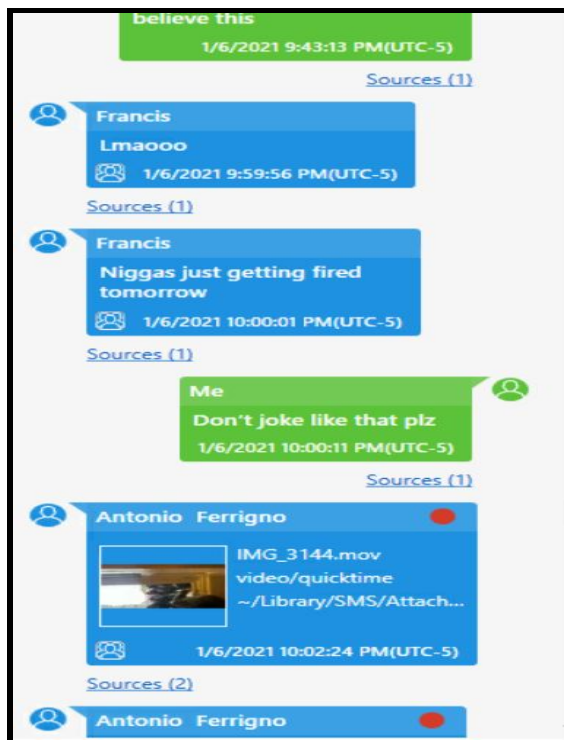 believe this
1/6/2021 9:43:13 PM(UTC-5)
Sources (1)
Francis
Lmaooo
1/6/2021 9:59:56 PM(UTC-5)
Sources (1)
Francis
Niggas just getting fired
tomorrow
1/6/2021 10:00:01 PM(UTC-5)
Sources (1)
Me
Don't joke like that plz
1/6/2021 10:00:11 PM(UTC-5)
Sources (1)
Antonio Ferrigno
IMG_3144.mov
video/quicktime
~/Library/SMS/Attach...
1/6/2021 10:02:24 PM(UTC-5)
Sources (2)
Antonio Ferrigno